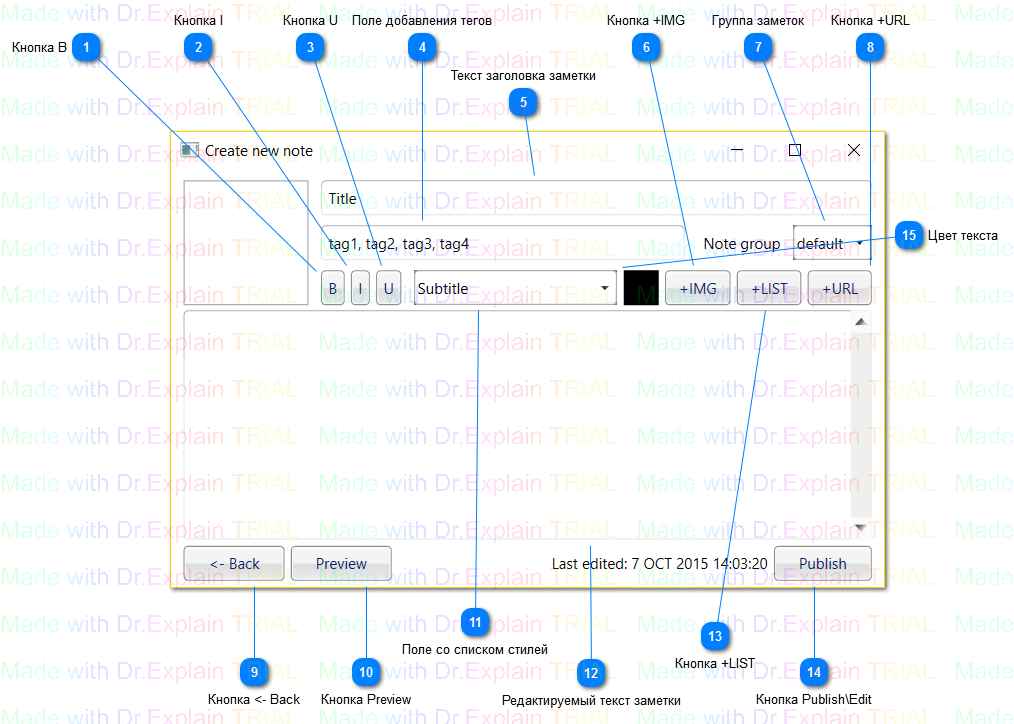 Кнопка I
Кнопка U
Поле добавления тегов
Кнопка +IMG
Группа заметок
Кнопка +URL
Кнопка B
1
2
3
4
6
7
8
Текст заголовка заметки
5
Create new note
Title
tag1, tag2, tag3, tag4
Note group
default
15
Цвет текста
B
I
U
Subtitle
+IMG
+LIST
+URL
<- Back
Preview
Last edited: 7 OCT 2015 14:03:20
Publish
11
Поле со списком стилей
13
Кнопка +LIST
9
10
12
14
Кнопка <- Back
Кнопка Preview
Редактируемый текст заметки
Кнопка Publish\Edit
Made with Dr.Explain TRIAL